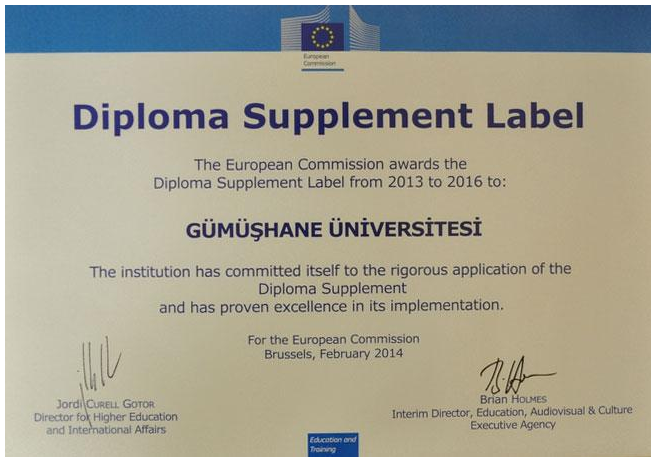 European
Commission
Diploma Supplement Label
The European Commission awards the
Diploma Supplement Label from 2013 to 2016 to:
GÜMÜŞHANE ÜNİVERSİTESİ
The institution has committed itself to the rigorous application of the
Diploma Supplement
and has proven excellence in its implementation.
For the European Commission
Brussels, February 2014
Jordi CURELL GOTOR
Director for Higher Education
and International Affairs
Brian HOLMES
Interim Director, Education, Audiovisual & Culture
Executive Agency
Education and
Training